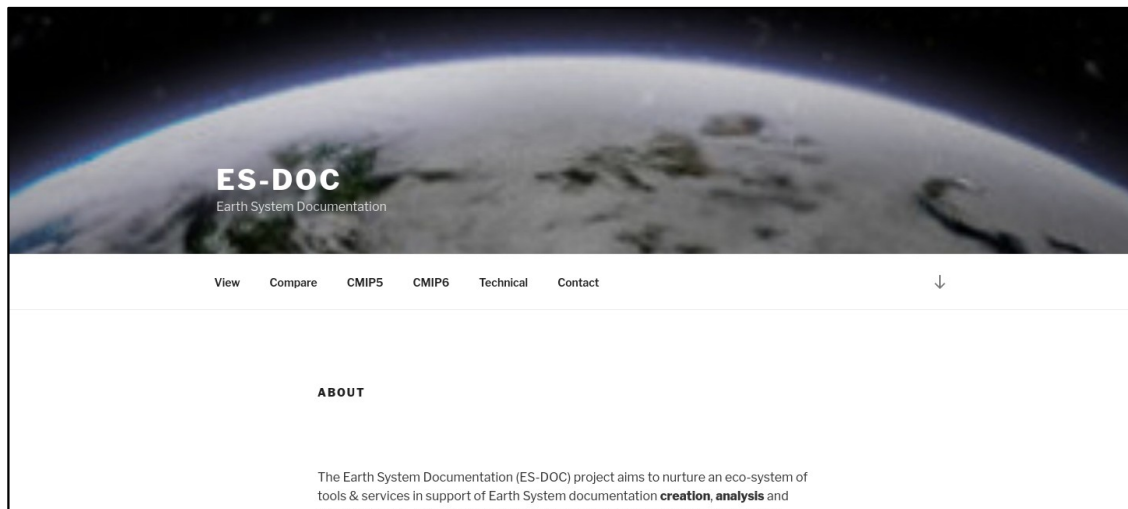 ES-DOC
Earth System Documentation
View Compare CMIP5 CMIP6 Technical Contact
ABOUT
The Earth System Documentation (ES-DOC) project aims to nurture an eco-system of
tools & services in support of Earth System documentation creation, analysis and